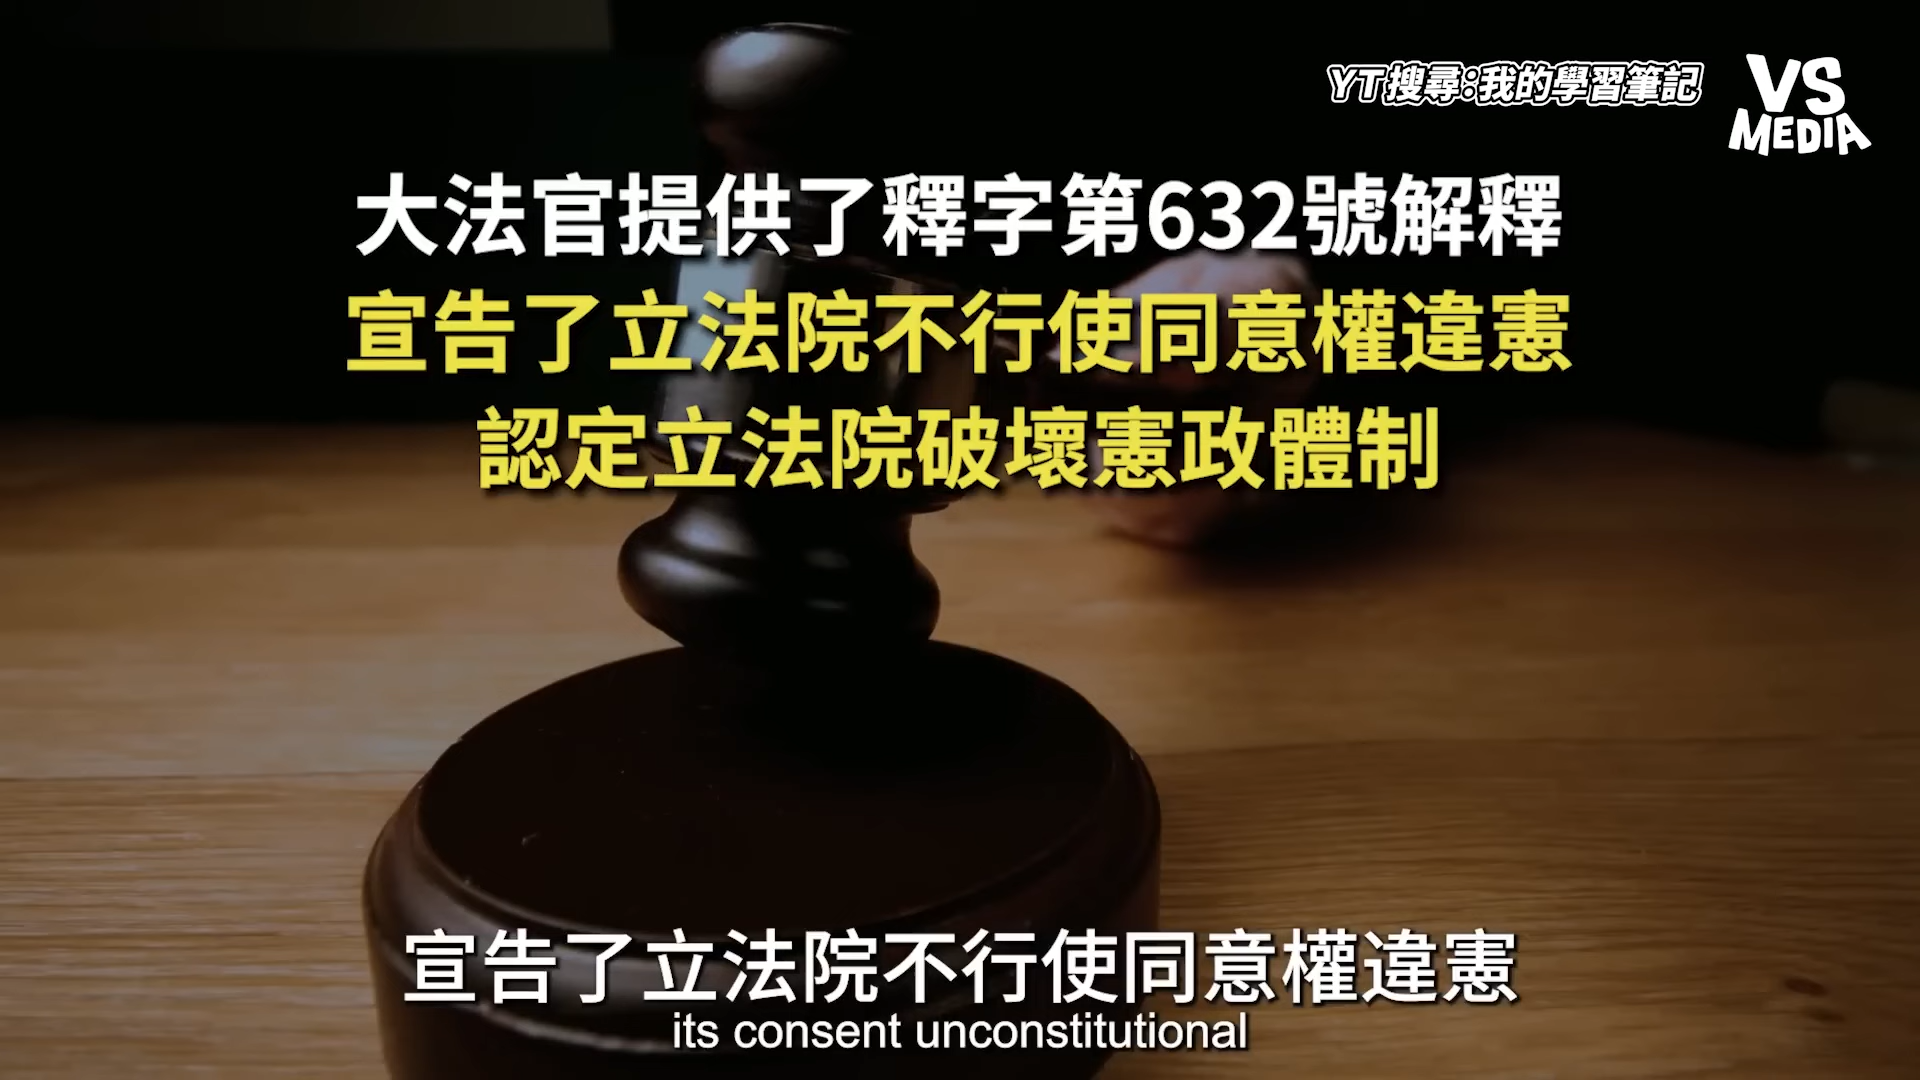 YT搜尋:我的學習筆記
VS
MEDIA
大法官提供了釋字第632號解釋
宣告了立法院不行使同意權違憲
認定立法院破壞憲政體制
宣告了立法院不行使同意權違憲
its consent unconstitutional